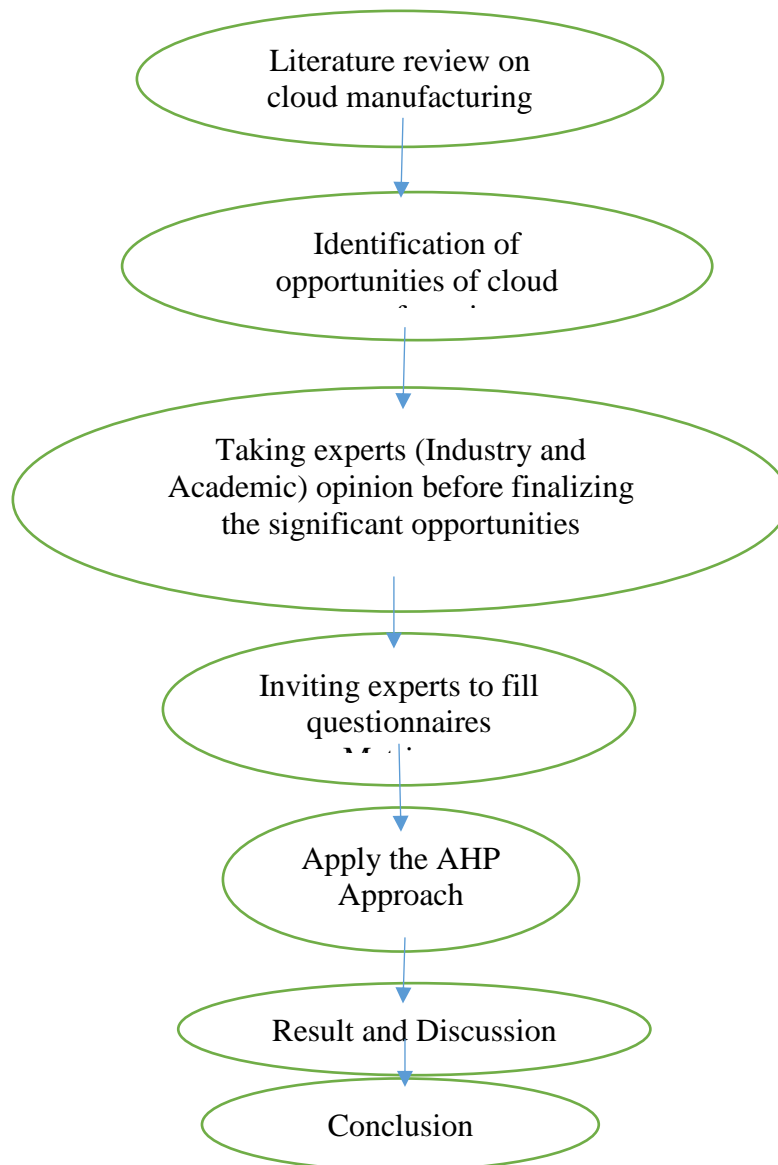 Literature review on
cloud manufacturing
Identification of
opportunities of cloud
Taking experts (Industry and
Academic) opinion before finalizing
the significant opportunities
Inviting experts to fill
questionnaires
Apply the AHP
Approach
Result and Discussion
Conclusion